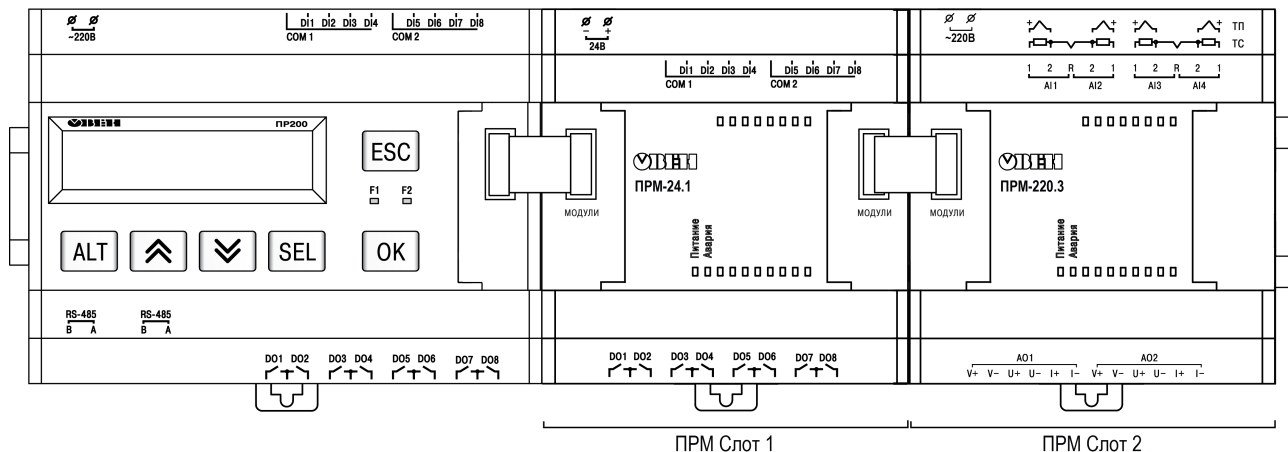 ~220В
DI1 DI2 DI3 DI4 DI5 DI6 DI7 DI8
COM 1 COM 2
ОВЕН ПР200
ESC
F1 F2
ALT SEL OK
RS-485 RS-485
B A B A
DO1 DO2 DO3 DO4 DO5 DO6 DO7 DO8
– +
24В
DI1 DI2 DI3 DI4 DI5 DI6 DI7 DI8
COM 1 COM 2
ОВЕН
ПРМ-24.1
МОДУЛИ МОДУЛИ
Питание
Авария
DO1 DO2 DO3 DO4 DO5 DO6 DO7 DO8
ПРМ Слот 1
~220В
+ + + + ТП
ТС
1 2 R 2 1 1 2 R 2 1
AI1 AI2 AI3 AI4
ОВЕН
ПРМ-220.3
МОДУЛИ
Питание
Авария
AO1 AO2
V+ V– U+ U– I+ I– V+ V– U+ U– I+ I–
ПРМ Слот 2